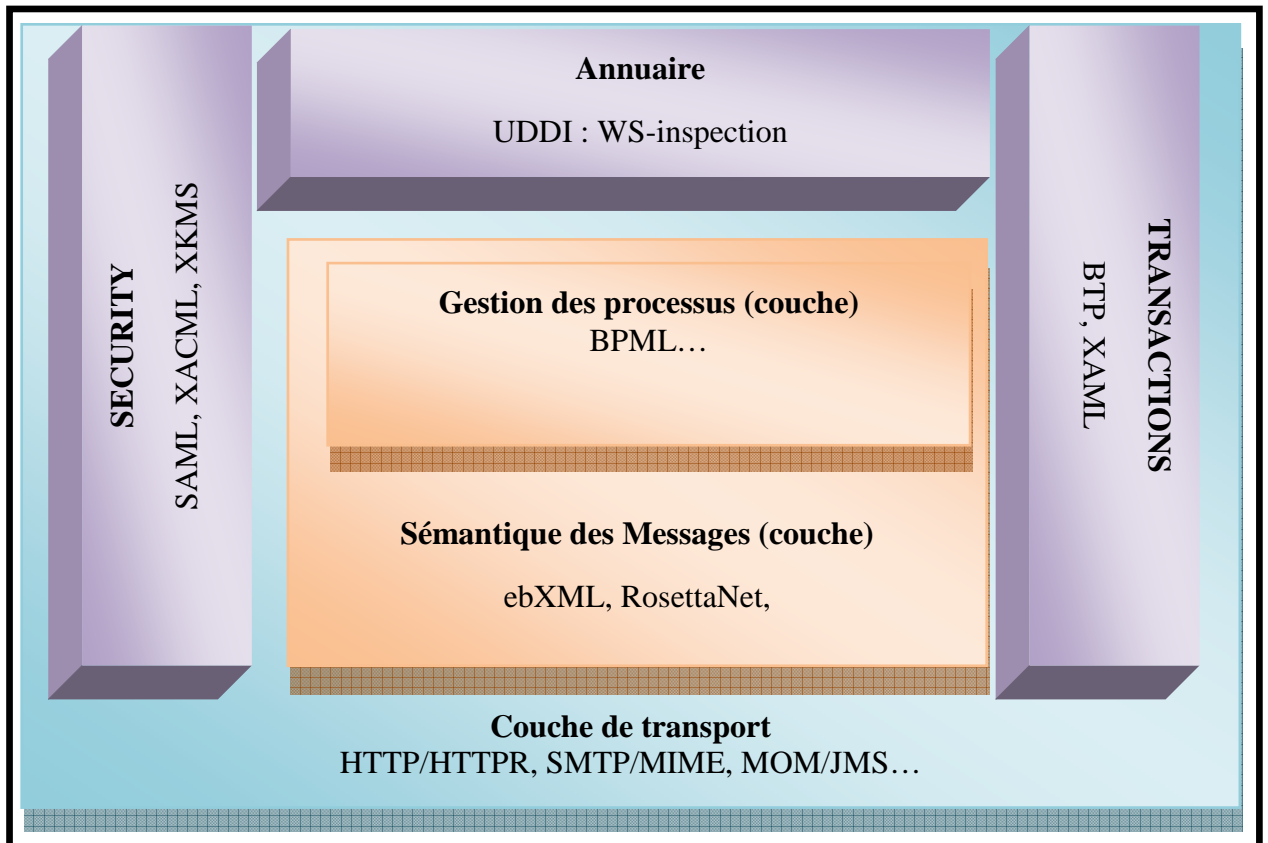 Annuaire
UDDI : WS-inspection
SECURITY
SAML, XACML, XKMS
Gestion des processus (couche)
BPML…
Sémantique des Messages (couche)
ebXML, RosettaNet,
TRANSACTIONS
BTP, XAML
Couche de transport
HTTP/HTTPR, SMTP/MIME, MOM/JMS…